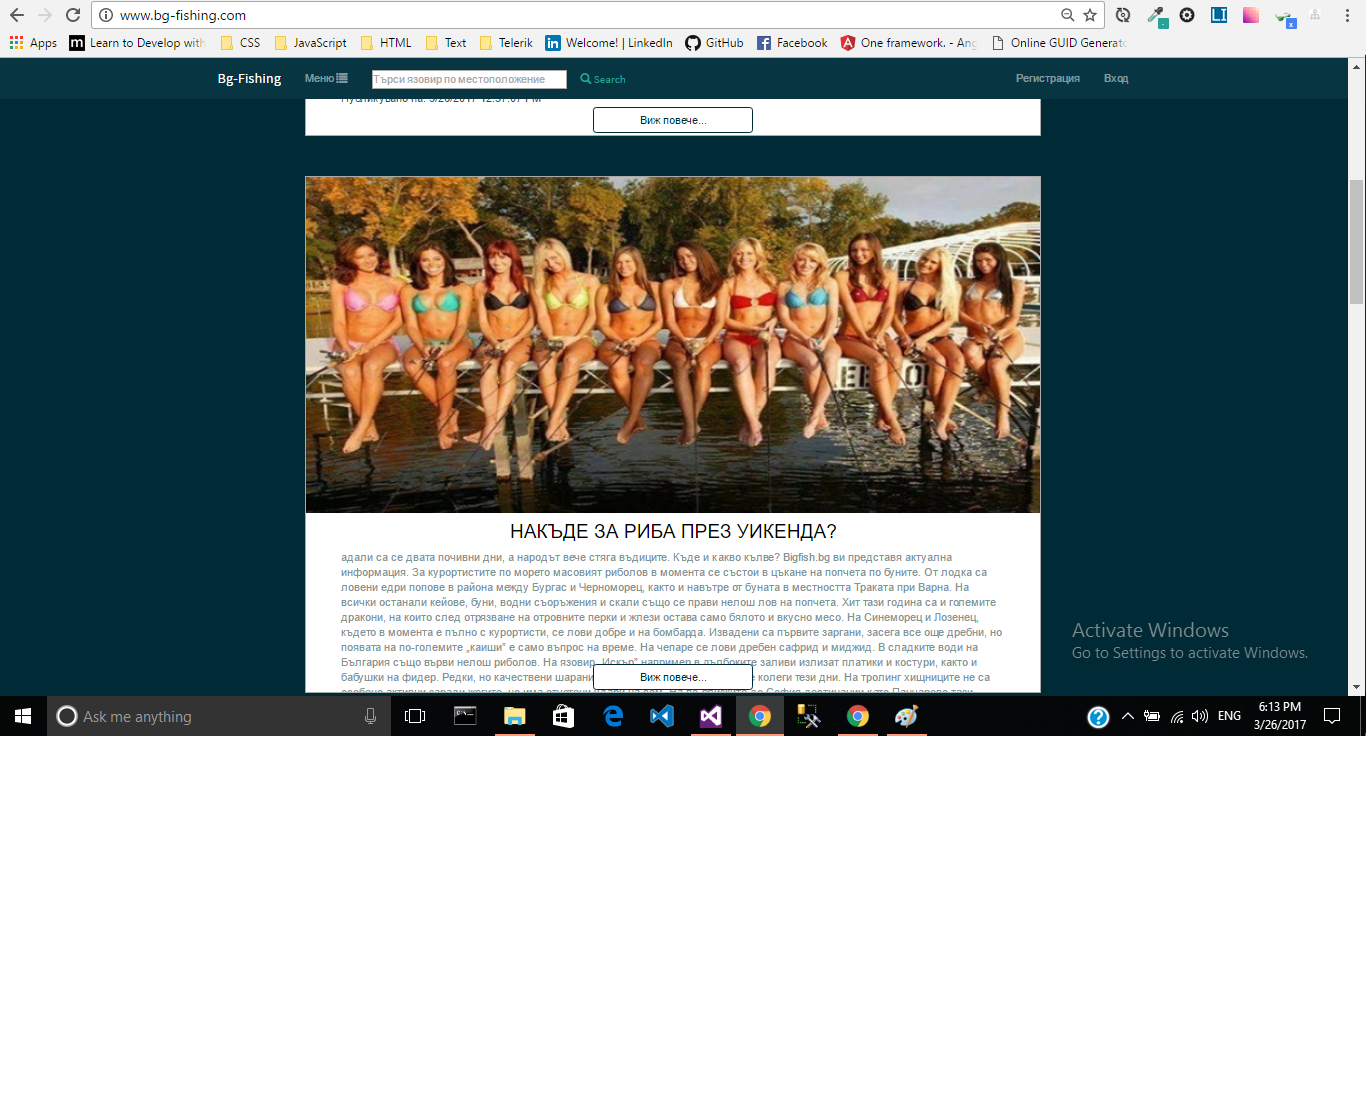 www.bg-fishing.com
Apps Learn to Develop with CSS JavaScript HTML Text Telerik Welcome! | LinkedIn GitHub Facebook One framework. - Ang Online GUID Generato
Bg-Fishing Меню Търси язовир по местоположение Search Регистрация Вход
Публикувано на: 3/26/2017 12:57:07 PM
Виж повече...
НАКЪДЕ ЗА РИБА ПРЕЗ УИКЕНДА?
адали са се двата почивни дни, а народът вече стяга въдиците. Къде и какво кълве? Bigfish.bg ви представя актуална
информация. За курортистите по морето масовият риболов в момента се състои в цъкане на попчета по буните. От лодка са
ловени едри попове в района между Бургас и Черноморец, както и навътре от буната в местността Траката при Варна. На
всички останали кейове, буни, водни съоръжения и скали също се прави нелош лов на попчета. Хит тази година са и големите
дракони, на които след отрязване на отровните перки и жлези остава само бялото и вкусно месо. На Синеморец и Лозенец,
където в момента е пълно с курортисти, се лови добре и на бомбарда. Извадени са първите заргани, засега все още дребни, но
появата на по-големите „каиши” е само въпрос на време. На чепаре се лови дребен сафрид и миджид. В сладките води на
България също върви нелош риболов. На язовир „Искър” например в дълбоките заливи излизат платики и костури, както и
бабушки на фидер. Редки, но качествени шарани колеги тези дни. На тролинг хищниците не са
Виж повече...
Activate Windows
Go to Settings to activate Windows.
Ask me anything ENG 6:13 PM
3/26/2017